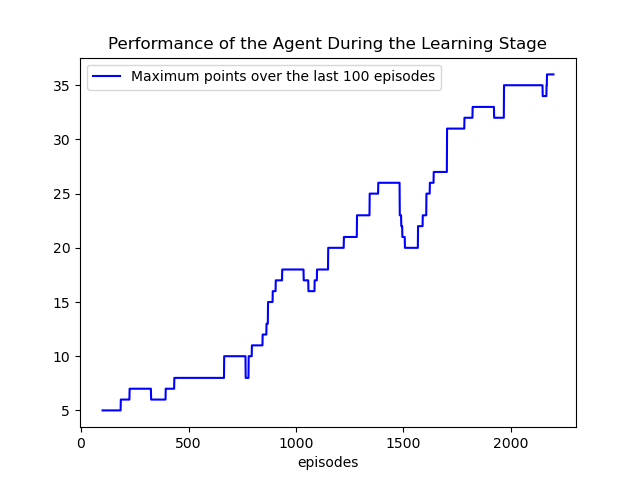 Performance of the Agent During the Learning Stage
Maximum points over the last 100 episodes
35
30
25
20
15
10
5
0 500 1000 1500 2000
episodes